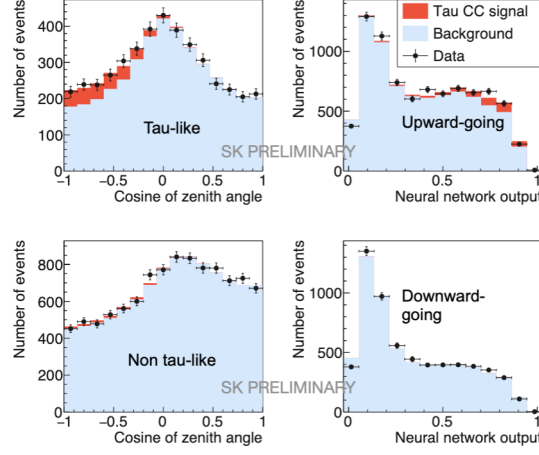 Number of events
400
300
200
100
0
Tau-like
−1 −0.5 0 0.5 1
Cosine of zenith angle
Number of events
1000
500
0
Tau CC signal
Background
Data
Upward-going
0 0.5 1
Neural network output
SK PRELIMINARY
Number of events
800
600
400
200
0
Non tau-like
−1 −0.5 0 0.5 1
Cosine of zenith angle
Number of events
1000
500
0
Downward-
going
0 0.5 1
Neural network output
SK PRELIMINARY